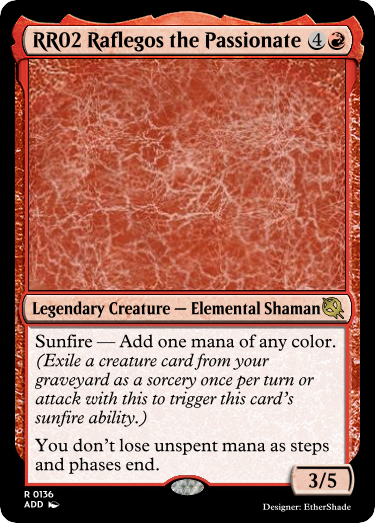 RR02 Raflegos the Passionate 4
Legendary Creature — Elemental Shaman
Sunfire — Add one mana of any color.
(Exile a creature card from your
graveyard as a sorcery once per turn or
attack with this to trigger this card's
sunfire ability.)
You don't lose unspent mana as steps
and phases end.
3/5
R 0136
ADD
Designer: EtherShade